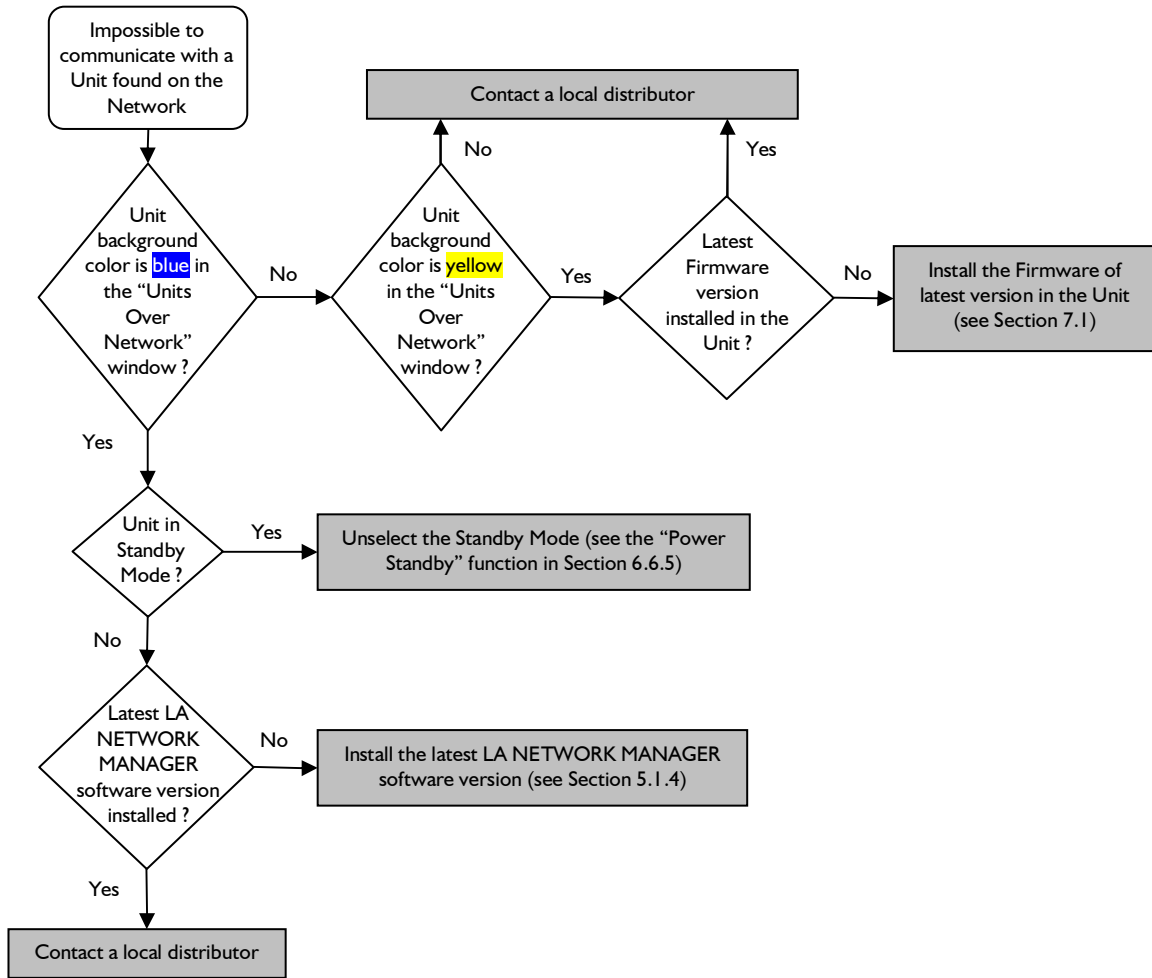 Impossible to
communicate with a
Unit found on the
Network
Contact a local distributor
No
Yes
Unit
background
color is blue in
the “Units
Over
Network”
window ?
No
Unit
background
color is yellow
in the “Units
Over
Network”
window ?
Yes
Latest
Firmware
version
installed in the
Unit ?
No
Install the Firmware of
latest version in the Unit
(see Section 7.1)
Yes
Unit in
Standby
Mode ?
Yes
Unselect the Standby Mode (see the “Power
Standby” function in Section 6.6.5)
No
Latest LA
NETWORK
MANAGER
software version
installed ?
No
Install the latest LA NETWORK MANAGER
software version (see Section 5.1.4)
Yes
Contact a local distributor